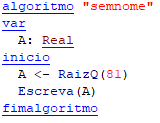 algoritmo "semnome"
var
A: Real
inicio
A <- RaizQ(81)
Escreva(A)
fimalgoritmo